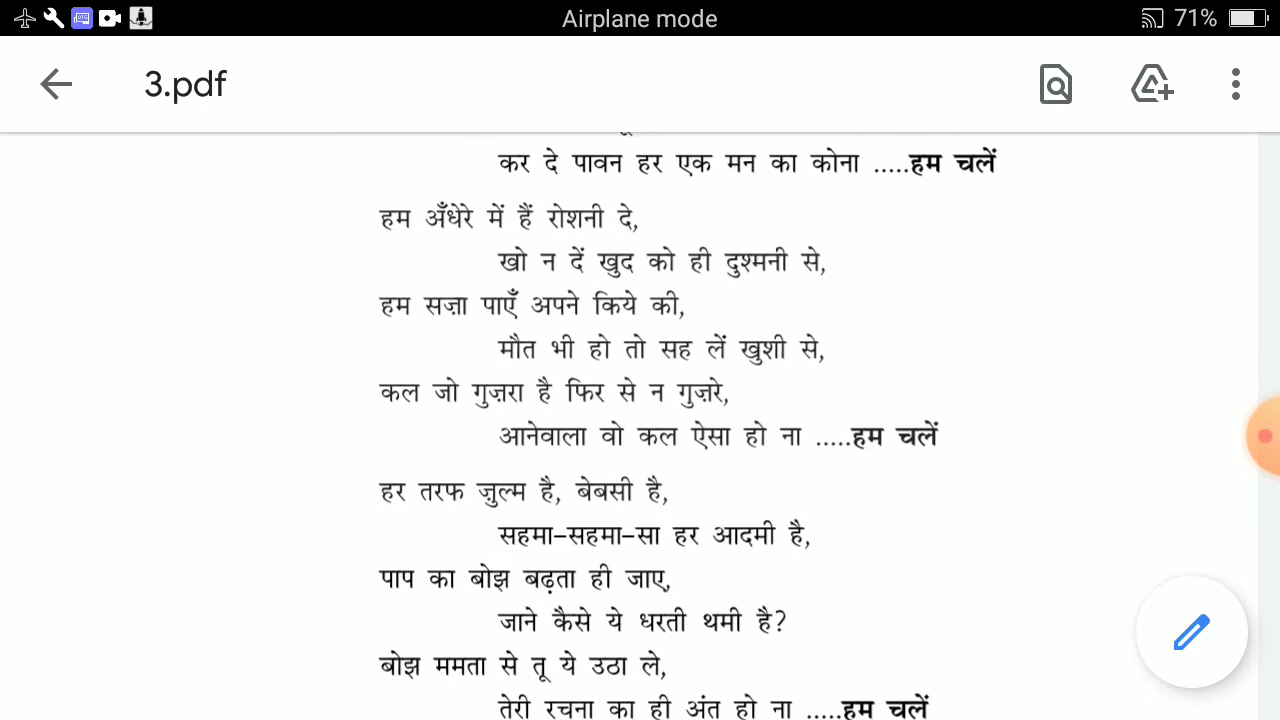 Airplane mode
71%
3.pdf
कर दे पावन हर एक मन का कोना .....हम चलें
हम अँधेरे में हैं रोशनी दे,
खो न दें खुद को ही दुश्मनी से,
हम सज़ा पाएँ अपने किये की,
मौत भी हो तो सह लें खुशी से,
कल जो गुज़रा है फिर से न गुज़रे,
आनेवाला वो कल ऐसा हो ना .....हम चलें
हर तरफ ज़ुल्म है, बेबसी है,
सहमा–सहमा–सा हर आदमी है,
पाप का बोझ बढ़ता ही जाए,
जाने कैसे ये धरती थमी है?
बोझ ममता से तू ये उठा ले,
तेरी रचना का ही अंत हो ना .....हम चलें